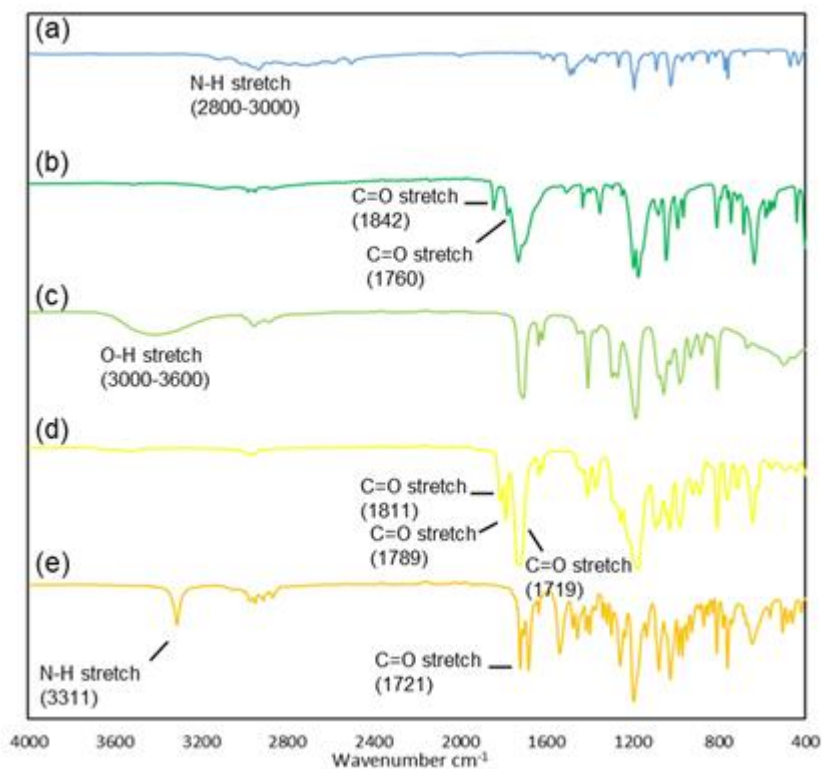 (a)
N-H stretch
(2800-3000)
(b)
C=O stretch
(1842)
C=O stretch
(1760)
(c)
O-H stretch
(3000-3600)
(d)
C=O stretch
(1811)
C=O stretch
(1789)
C=O stretch
(1719)
(e)
N-H stretch
(3311)
C=O stretch
(1721)
4000 3600 3200 2800 2400 2000 1600 1200 800 400
Wavenumber cm-1